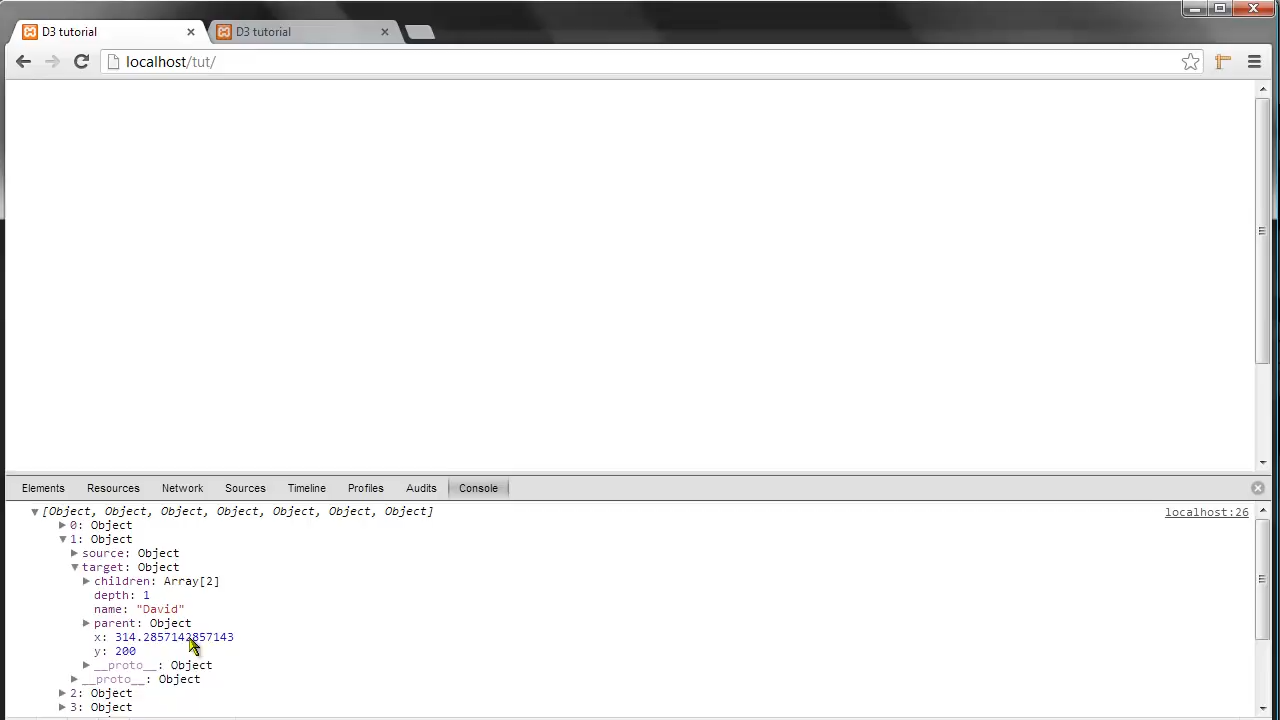 D3 tutorial
D3 tutorial
localhost/tut/
Elements Resources Network Sources Timeline Profiles Audits Console
[Object, Object, Object, Object, Object, Object, Object]
localhost:26
0: Object
1: Object
source: Object
target: Object
children: Array[2]
depth: 1
name: "David"
parent: Object
x: 314.2857142857143
y: 200
__proto__: Object
__proto__: Object
2: Object
3: Object